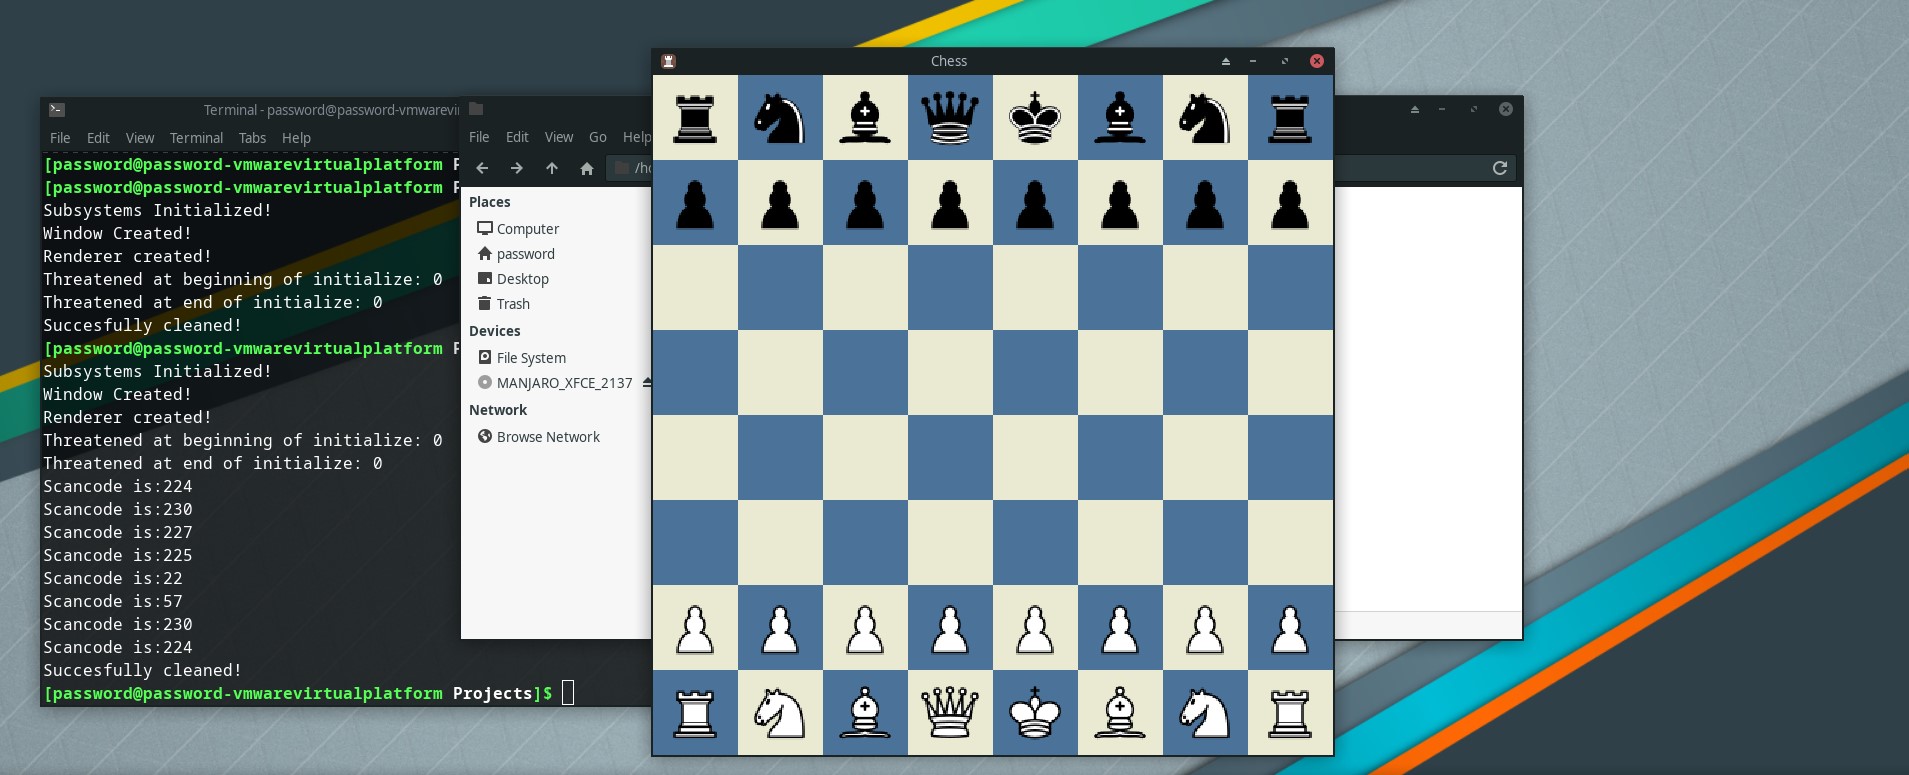 Terminal - password@password-vmwarevi
File Edit View Terminal Tabs Help
[password@password-vmwarevirtualplatform P
[password@password-vmwarevirtualplatform P
Subsystems Initialized!
Window Created!
Renderer created!
Threatened at beginning of initialize: 0
Threatened at end of initialize: 0
Succesfully cleaned!
[password@password-vmwarevirtualplatform P
Subsystems Initialized!
Window Created!
Renderer created!
Threatened at beginning of initialize: 0
Threatened at end of initialize: 0
Scancode is:224
Scancode is:230
Scancode is:227
Scancode is:225
Scancode is:22
Scancode is:57
Scancode is:230
Scancode is:224
Succesfully cleaned!
[password@password-vmwarevirtualplatform Projects]$
File Edit View Go Help
/ho
Places
Computer
password
Desktop
Trash
Devices
File System
MANJARO_XFCE_2137
Network
Browse Network
Chess